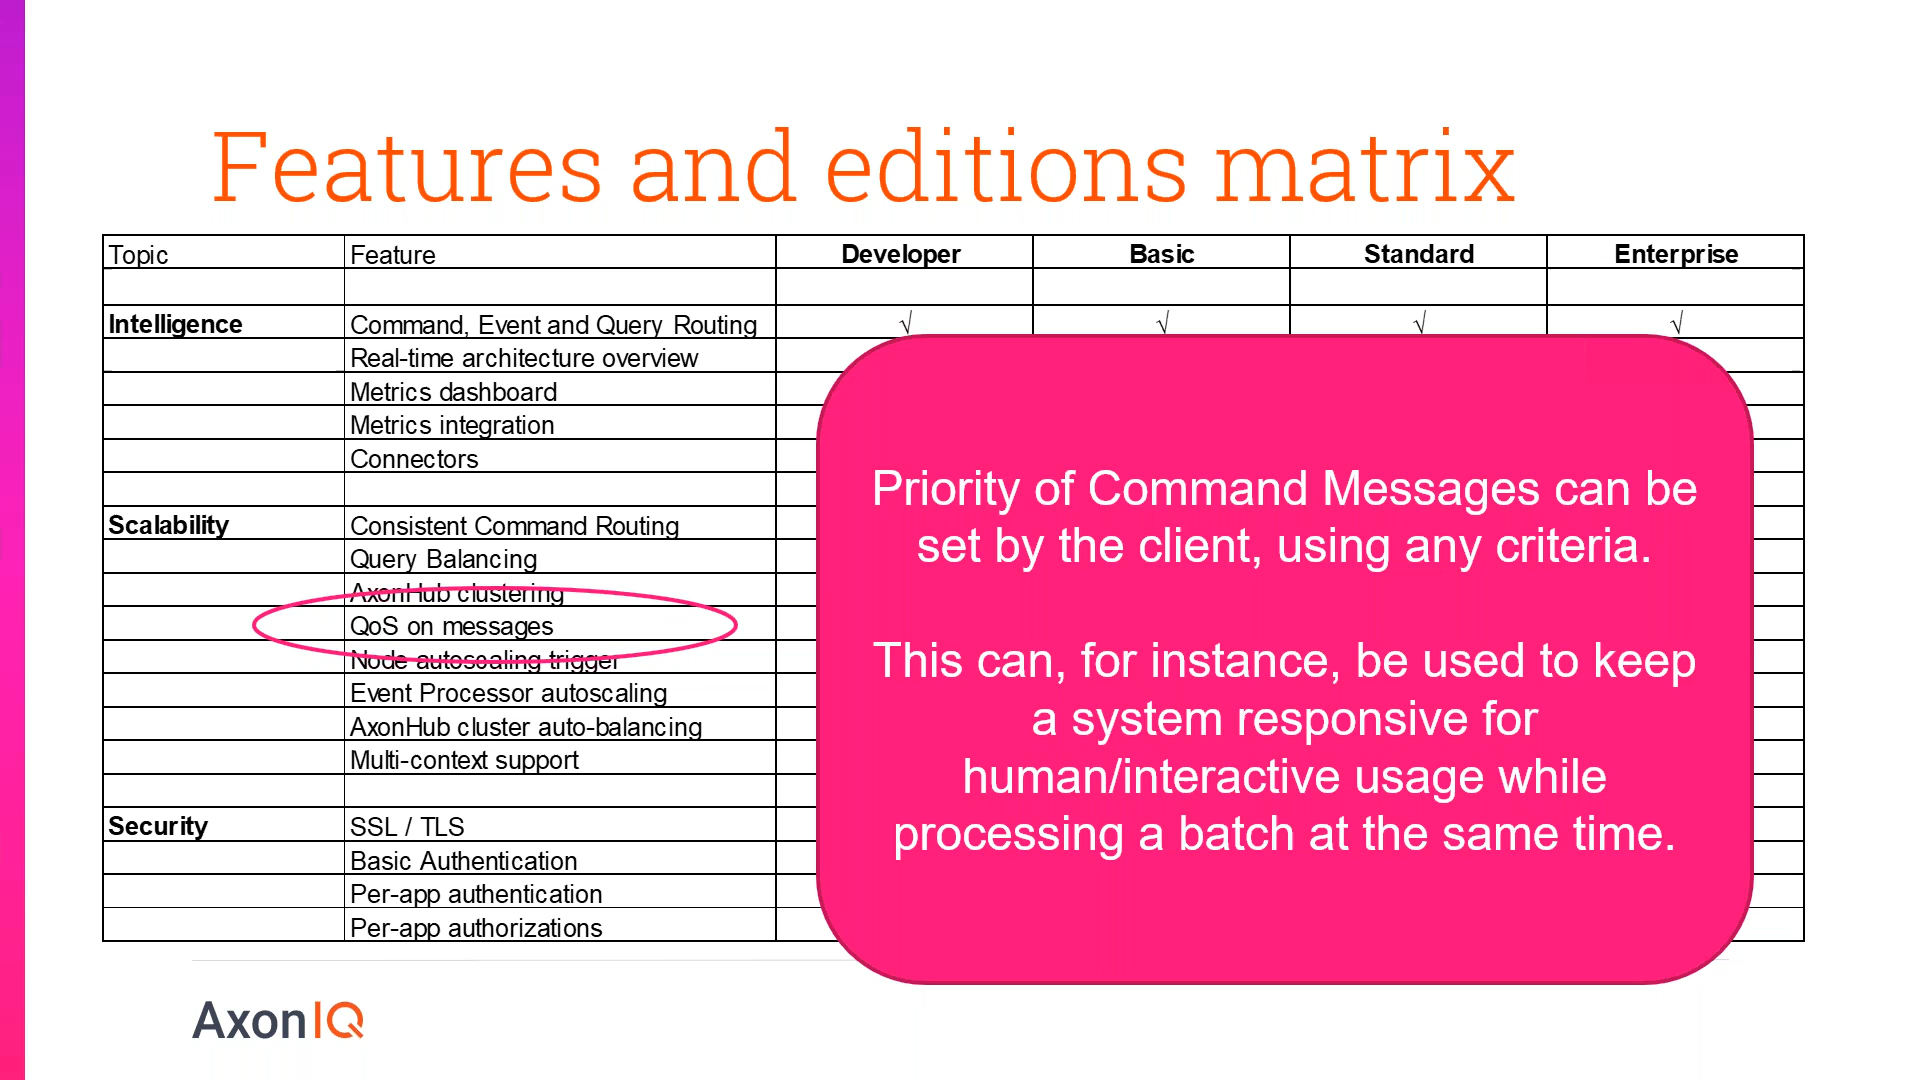 Features and editions matrix
Topic Feature Developer Basic Standard Enterprise
Intelligence Command, Event and Query Routing √ √ √ √
Real-time architecture overview
Metrics dashboard
Metrics integration
Connectors
Scalability Consistent Command Routing
Query Balancing
AxonHub clustering
QoS on messages
Node autoscaling trigger
Event Processor autoscaling
AxonHub cluster auto-balancing
Multi-context support
Security SSL / TLS
Basic Authentication
Per-app authentication
Per-app authorizations
Priority of Command Messages can be
set by the client, using any criteria.
This can, for instance, be used to keep
a system responsive for
human/interactive usage while
processing a batch at the same time.
AxonIQ